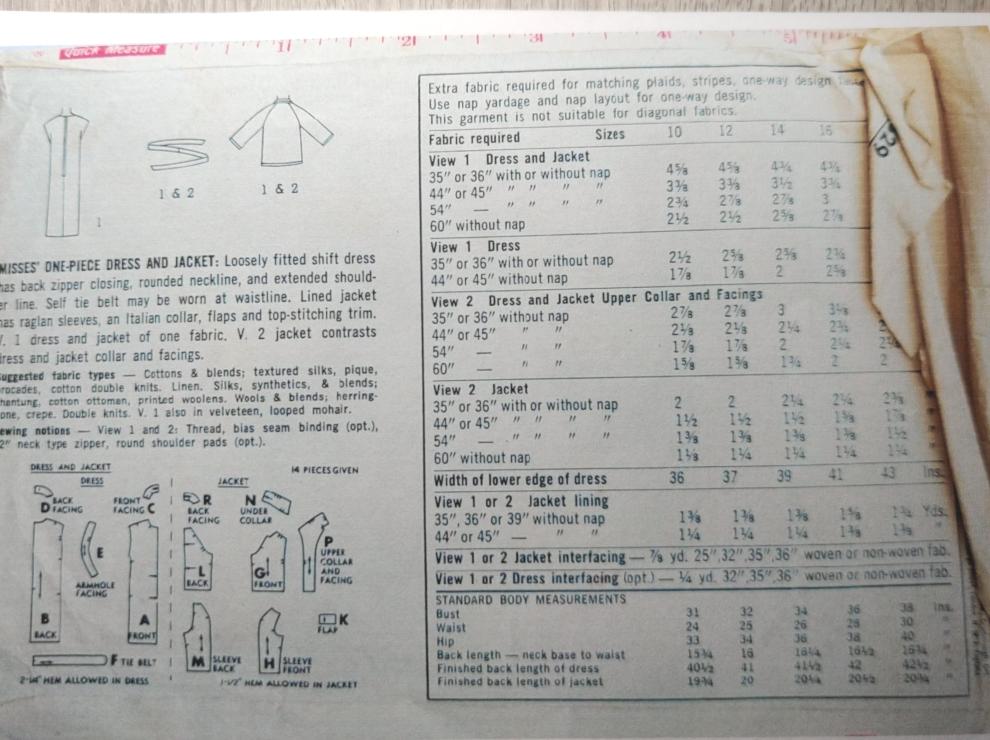 Quick Measure
1 2 3 4 5
1
1 & 2
1 & 2
MISSES' ONE-PIECE DRESS AND JACKET: Loosely fitted shift dress
has back zipper closing, rounded neckline, and extended should-
er line. Self tie belt may be worn at waistline. Lined jacket
has raglan sleeves, an Italian collar, flaps and top-stitching trim.
V. 1 dress and jacket of one fabric. V. 2 jacket contrasts
dress and jacket collar and facings.
Suggested fabric types — Cottons & blends; textured silks, pique,
brocades, cotton double knits. Linen. Silks, synthetics, & blends;
shantung, cotton ottoman, printed woolens. Wools & blends; herring-
bone, crepe. Double knits. V. 1 also in velveteen, looped mohair.
Sewing notions — View 1 and 2: Thread, bias seam binding (opt.),
2" neck type zipper, round shoulder pads (opt.).
DRESS AND JACKET
14 PIECES GIVEN
DRESS
D BACK FACING
FRONT FACING C
E
ARMHOLE FACING
B
BACK
A
FRONT
F TIE BELT
2-1/4" HEM ALLOWED IN DRESS
JACKET
R
BACK FACING
N
UNDER COLLAR
L
BACK
G
FRONT
P
UPPER COLLAR AND FACING
M SLEEVE BACK
H SLEEVE FRONT
K
FLAP
1-1/2" HEM ALLOWED IN JACKET
Extra fabric required for matching plaids, stripes, one-way design
Use nap yardage and nap layout for one-way design.
This garment is not suitable for diagonal fabrics.
29
Fabric required Sizes 10 12 14 16
View 1 Dress and Jacket
35" or 36" with or without nap 4⅝ 4⅝ 4¾ 4¾
44" or 45" " " " " 3⅜ 3⅜ 3½ 3¾
54" — " " " 2¾ 2⅞ 2⅞ 3
60" without nap 2½ 2½ 2⅝ 2⅞
View 1 Dress
35" or 36" with or without nap 2½ 2⅝ 2⅝ 2¾
44" or 45" without nap 1⅞ 1⅞ 2 2⅝
View 2 Dress and Jacket Upper Collar and Facings
35" or 36" without nap 2⅞ 2⅞ 3 3⅛
44" or 45" " " 2⅛ 2⅛ 2¼ 2¾
54" — " " 1⅞ 1⅞ 2 2¼ 2¼
60" — " " 1⅝ 1⅝ 1¾ 2 2
View 2 Jacket
35" or 36" with or without nap 2 2 2¼ 2¼ 2⅜
44" or 45" " " " " 1½ 1½ 1½ 1⅝ 1⅞
54" — " " " " 1⅜ 1⅜ 1⅜ 1⅜ 1½
60" without nap 1⅛ 1¼ 1¼ 1¼ 1¼
Width of lower edge of dress 36 37 39 41 43 Ins.
View 1 or 2 Jacket lining
35", 36" or 39" without nap 1⅜ 1⅜ 1⅜ 1⅝ 1¾ Yds.
44" or 45" — " " 1¼ 1¼ 1¼ 1⅜ 1⅜ "
View 1 or 2 Jacket interfacing — ⅞ yd. 25",32",35",36" woven or non-woven fab.
View 1 or 2 Dress interfacing (opt.) — ¼ yd. 32",35",36" woven or non-woven fab.
STANDARD BODY MEASUREMENTS
Bust 31 32 34 36 38 Ins.
Waist 24 25 26 28 30 "
Hip 33 34 36 38 40 "
Back length — neck base to waist 15¾ 16 16¼ 16½ 16¾ "
Finished back length of dress 40½ 41 41½ 42 42½ "
Finished back length of jacket 19¾ 20 20¼ 20½ 20¾ "